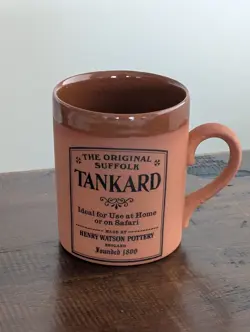 THE ORIGINAL
SUFFOLK
TANKARD
Ideal for Use at Home
or on Safari
MADE BY
HENRY WATSON POTTERY
ENGLAND
Founded 1800